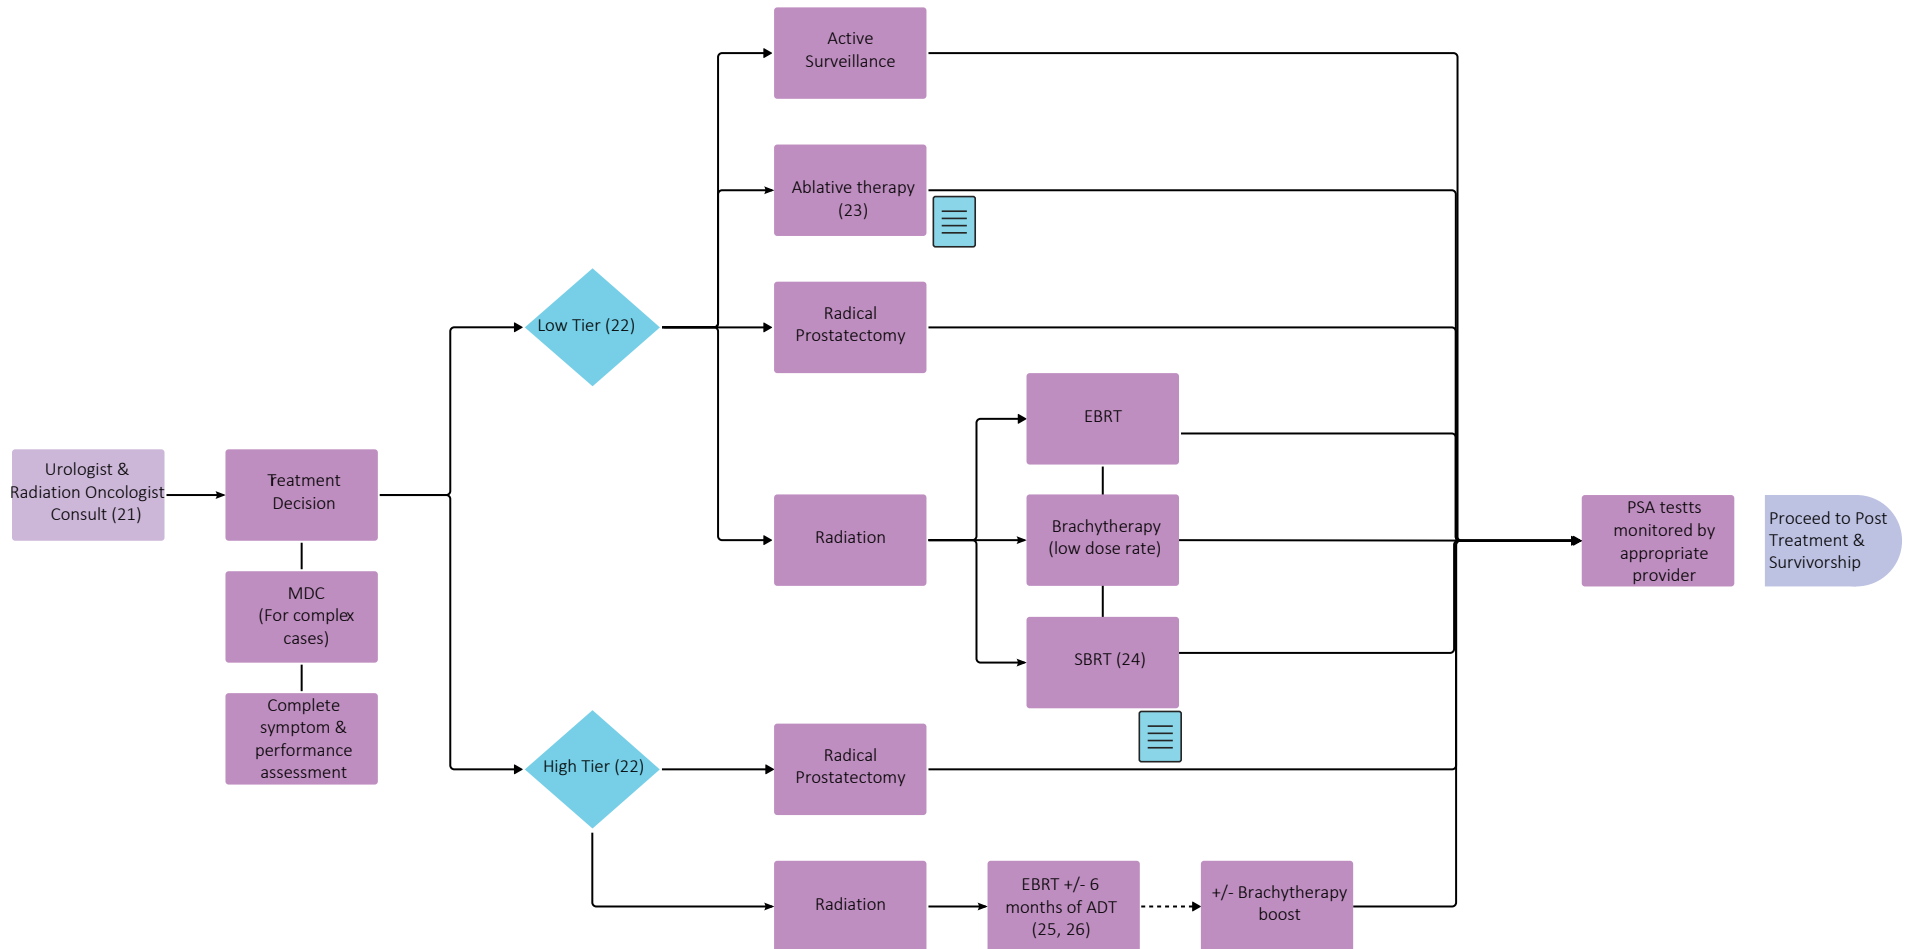 Active
Surveillance
Ablative therapy
(23)
Low Tier (22)
Radical
Prostatectomy
EBRT
Urologist &
Radiation Oncologist
Consult (21)
Treatment
Decision
Radiation
Brachytherapy
(low dose rate)
PSA testts
monitored by
appropriate
provider
Proceed to Post
Treatment &
Survivorship
MDC
(For complex
cases)
SBRT (24)
Complete
symptom &
performance
assessment
High Tier (22)
Radical
Prostatectomy
Radiation
EBRT +/- 6
months of ADT
(25, 26)
+/- Brachytherapy
boost